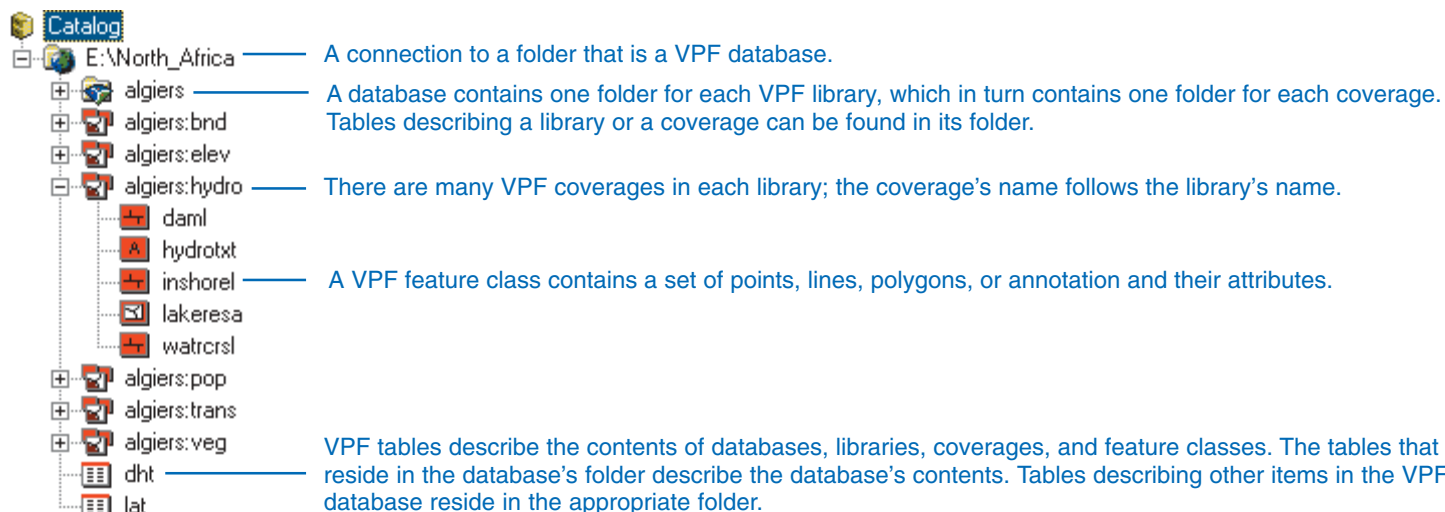 Catalog
E:\North_Africa
A connection to a folder that is a VPF database.
algiers
A database contains one folder for each VPF library, which in turn contains one folder for each coverage.
Tables describing a library or a coverage can be found in its folder.
algiers:bnd
algiers:elev
algiers:hydro
There are many VPF coverages in each library; the coverage's name follows the library's name.
daml
A hydrotxt
inshorel
A VPF feature class contains a set of points, lines, polygons, or annotation and their attributes.
lakeresa
watrcrsl
algiers:pop
algiers:trans
algiers:veg
VPF tables describe the contents of databases, libraries, coverages, and feature classes. The tables that
dht
reside in the database's folder describe the database's contents. Tables describing other items in the VPF
database reside in the appropriate folder.
lat